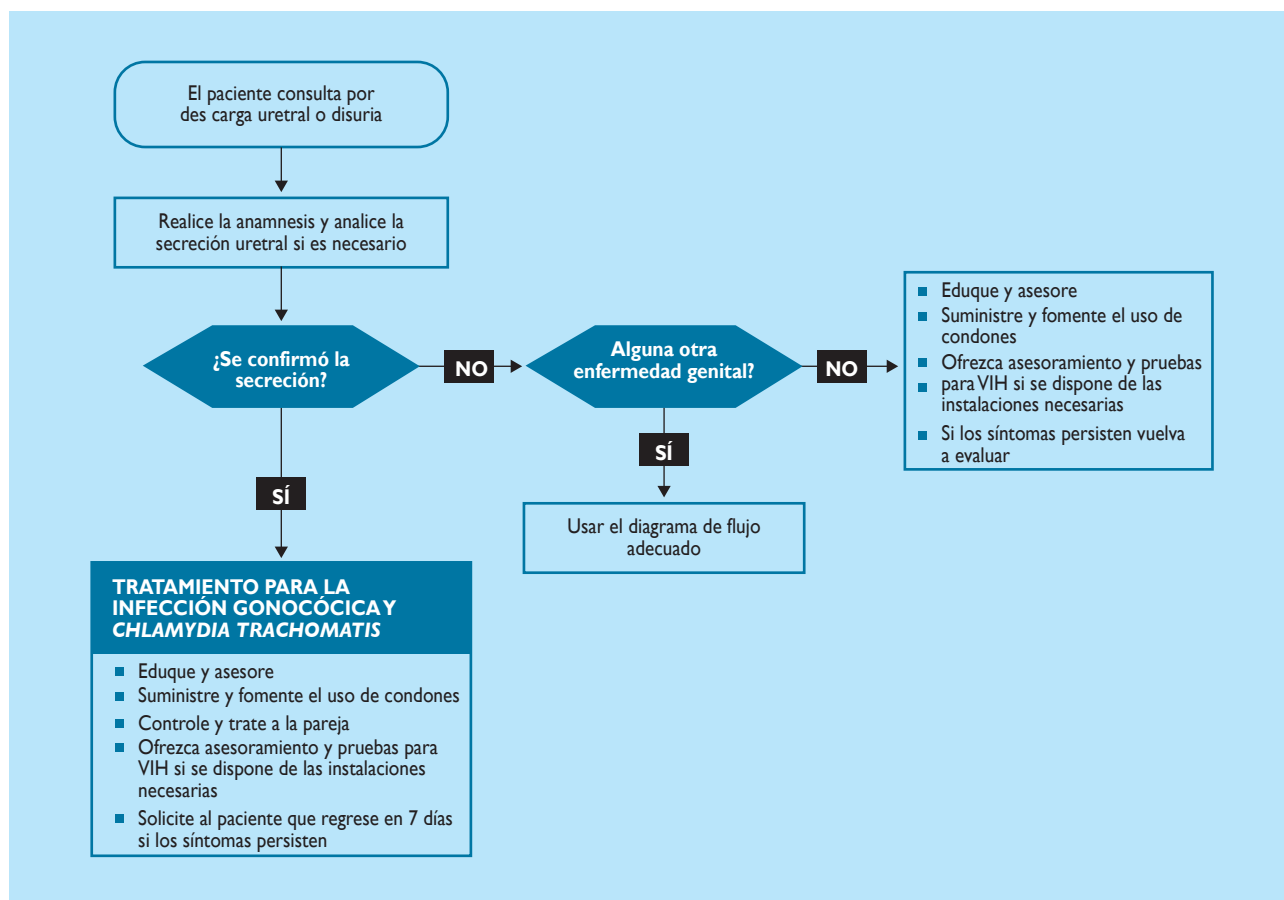 El paciente consulta por
des carga uretral o disuria
Realice la anamnesis y analice la
secreción uretral si es necesario
¿Se confirmó la
secreción?
NO
Alguna otra
enfermedad genital?
NO
Eduque y asesore
Suministre y fomente el uso de
condones
Ofrezca asesoramiento y pruebas
para VIH si se dispone de las
instalaciones necesarias
Si los síntomas persisten vuelva
a evaluar
SÍ
Usar el diagrama de flujo
adecuado
SÍ
TRATAMIENTO PARA LA
INFECCIÓN GONOCÓCICA Y
CHLAMYDIA TRACHOMATIS
Eduque y asesore
Suministre y fomente el uso de condones
Controle y trate a la pareja
Ofrezca asesoramiento y pruebas para
VIH si se dispone de las instalaciones
necesarias
Solicite al paciente que regrese en 7 días
si los síntomas persisten